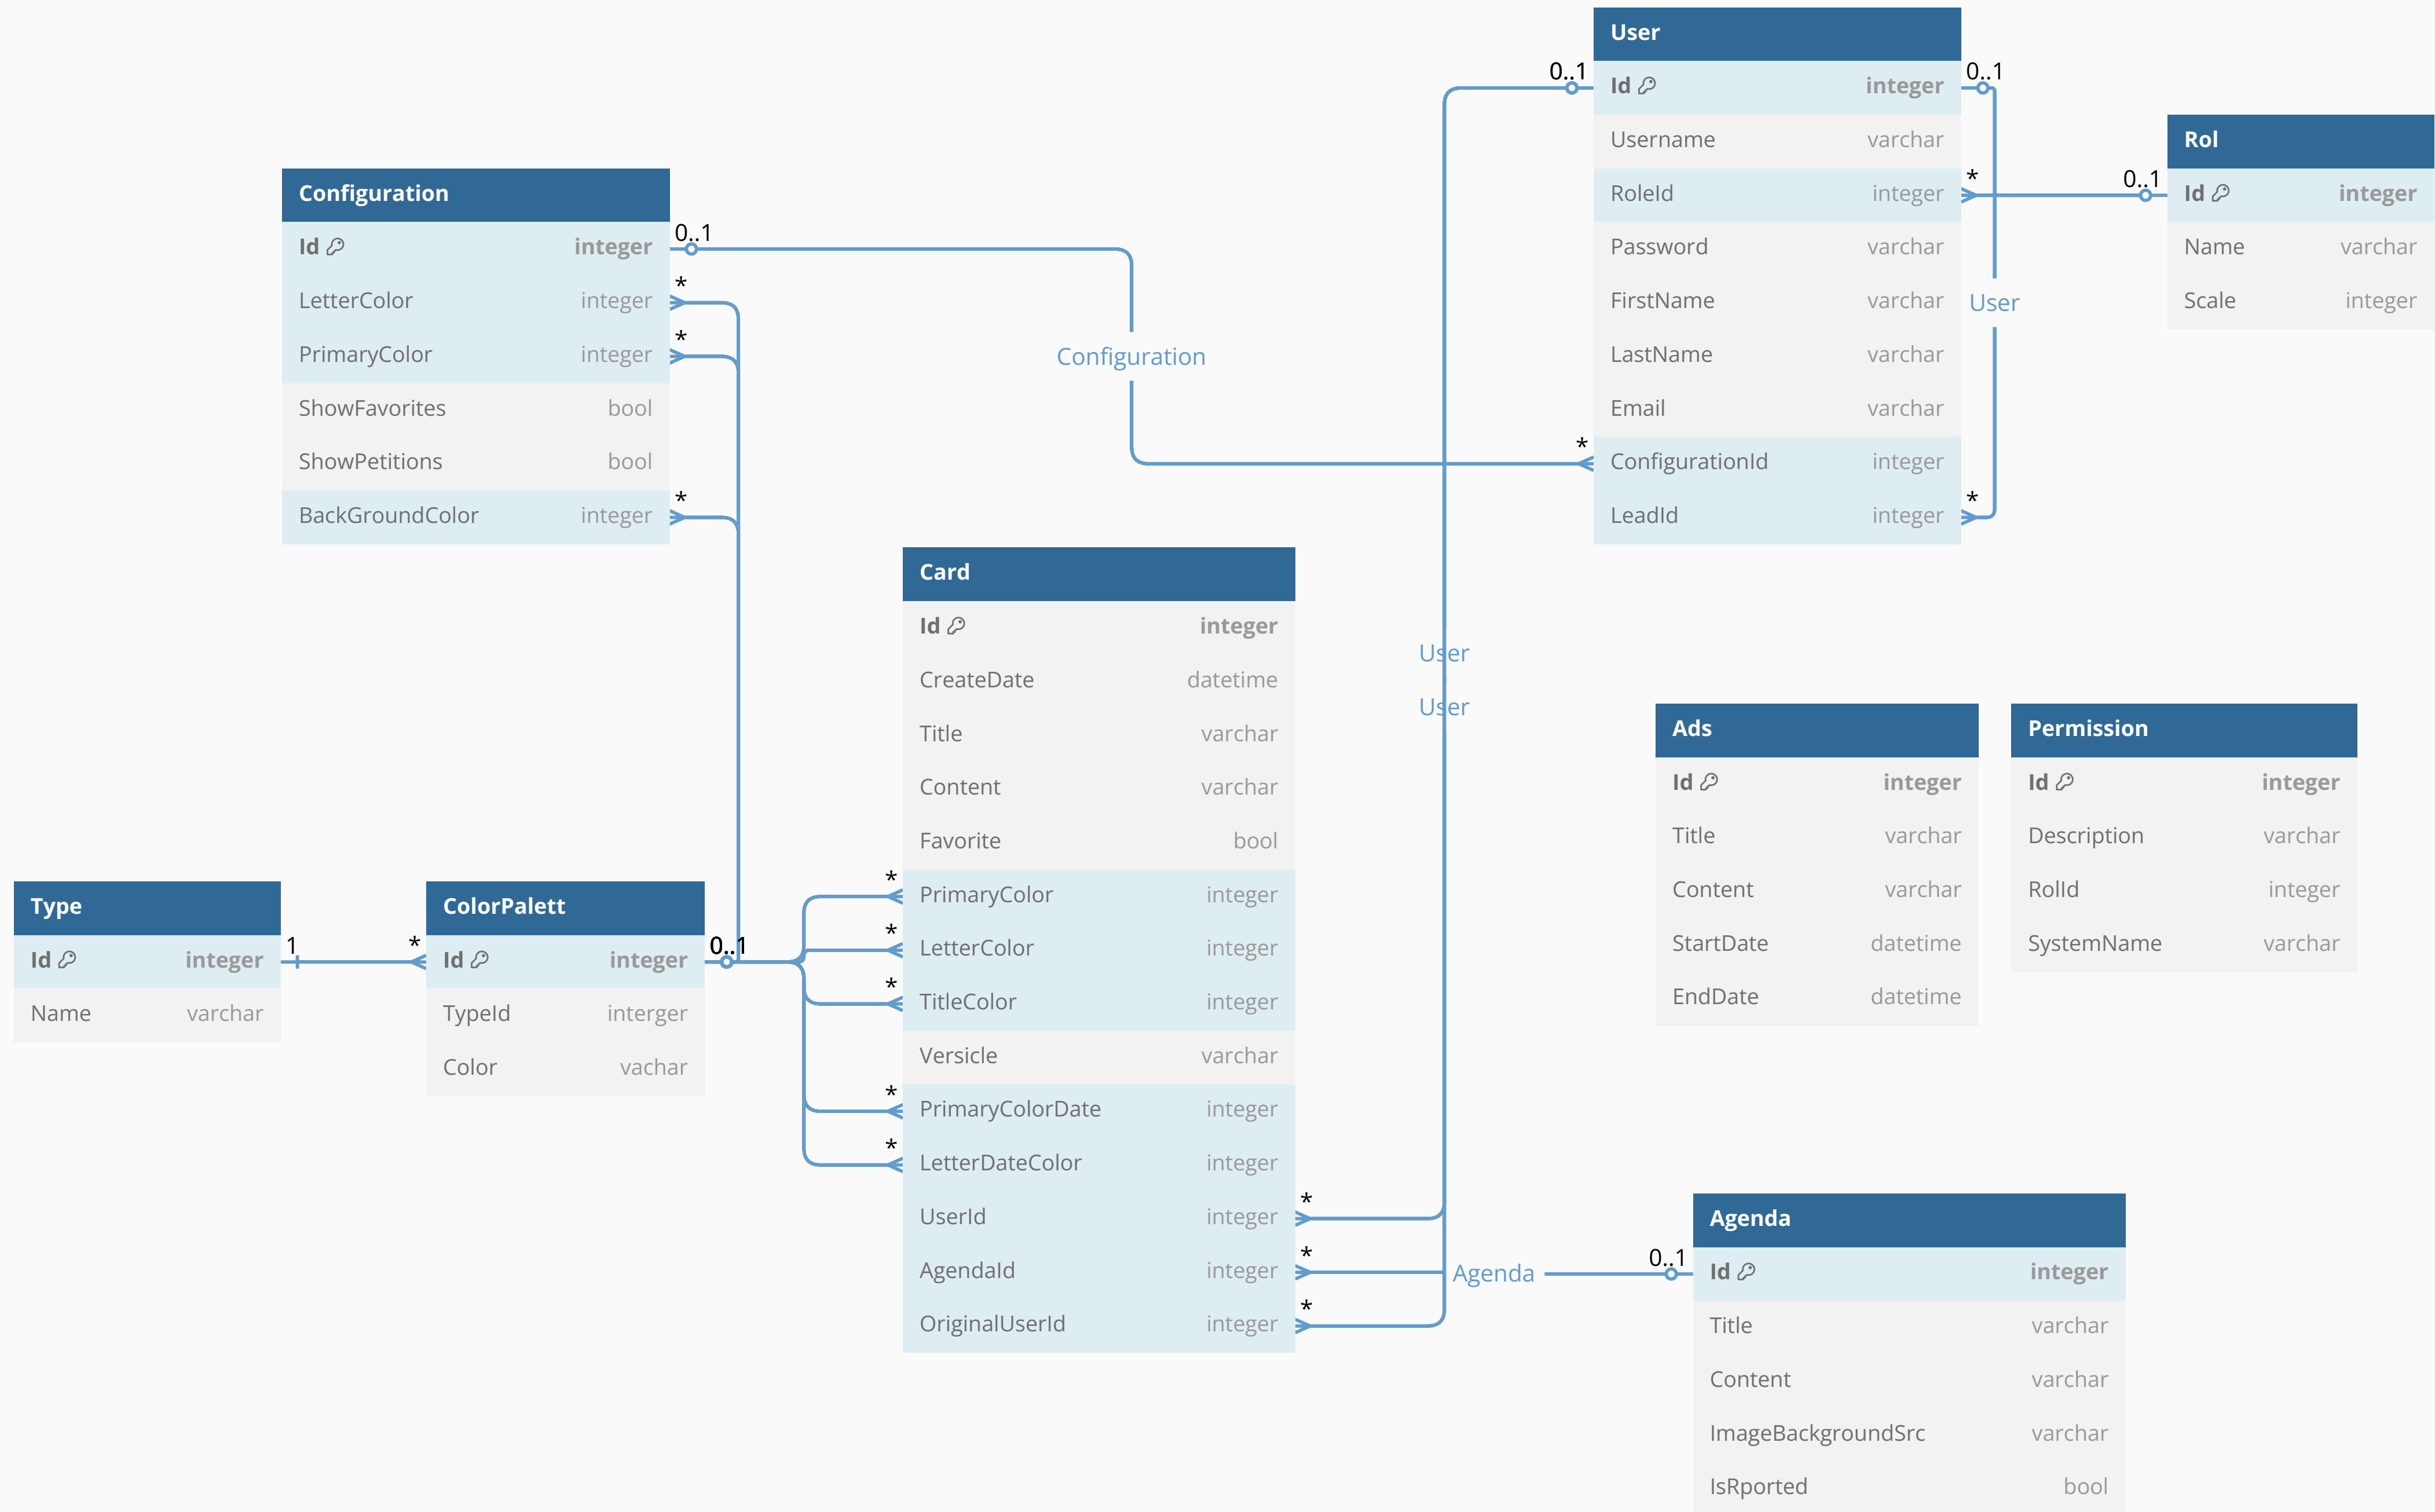 User
0..1
Id integer
0..1
Username varchar
*
RoleId integer
Password varchar
FirstName varchar
LastName varchar
Email varchar
*
ConfigurationId integer
*
LeadId integer
User
Rol
0..1
Id integer
Name varchar
Scale integer
Configuration
Id integer
0..1
*
LetterColor integer
*
PrimaryColor integer
ShowFavorites bool
ShowPetitions bool
*
BackGroundColor integer
Configuration
Card
Id integer
CreateDate datetime
Title varchar
Content varchar
Favorite bool
*
PrimaryColor integer
*
LetterColor integer
*
TitleColor integer
Versicle varchar
*
PrimaryColorDate integer
*
LetterDateColor integer
*
UserId integer
*
AgendaId integer
*
OriginalUserId integer
User
User
Agenda
Ads
Id integer
Title varchar
Content varchar
StartDate datetime
EndDate datetime
Permission
Id integer
Description varchar
RolId integer
SystemName varchar
Type
Id integer
1
Name varchar
ColorPalett
*
Id integer
0..1
TypeId interger
Color vachar
Agenda
0..1
Id integer
Title varchar
Content varchar
ImageBackgroundSrc varchar
IsRported bool